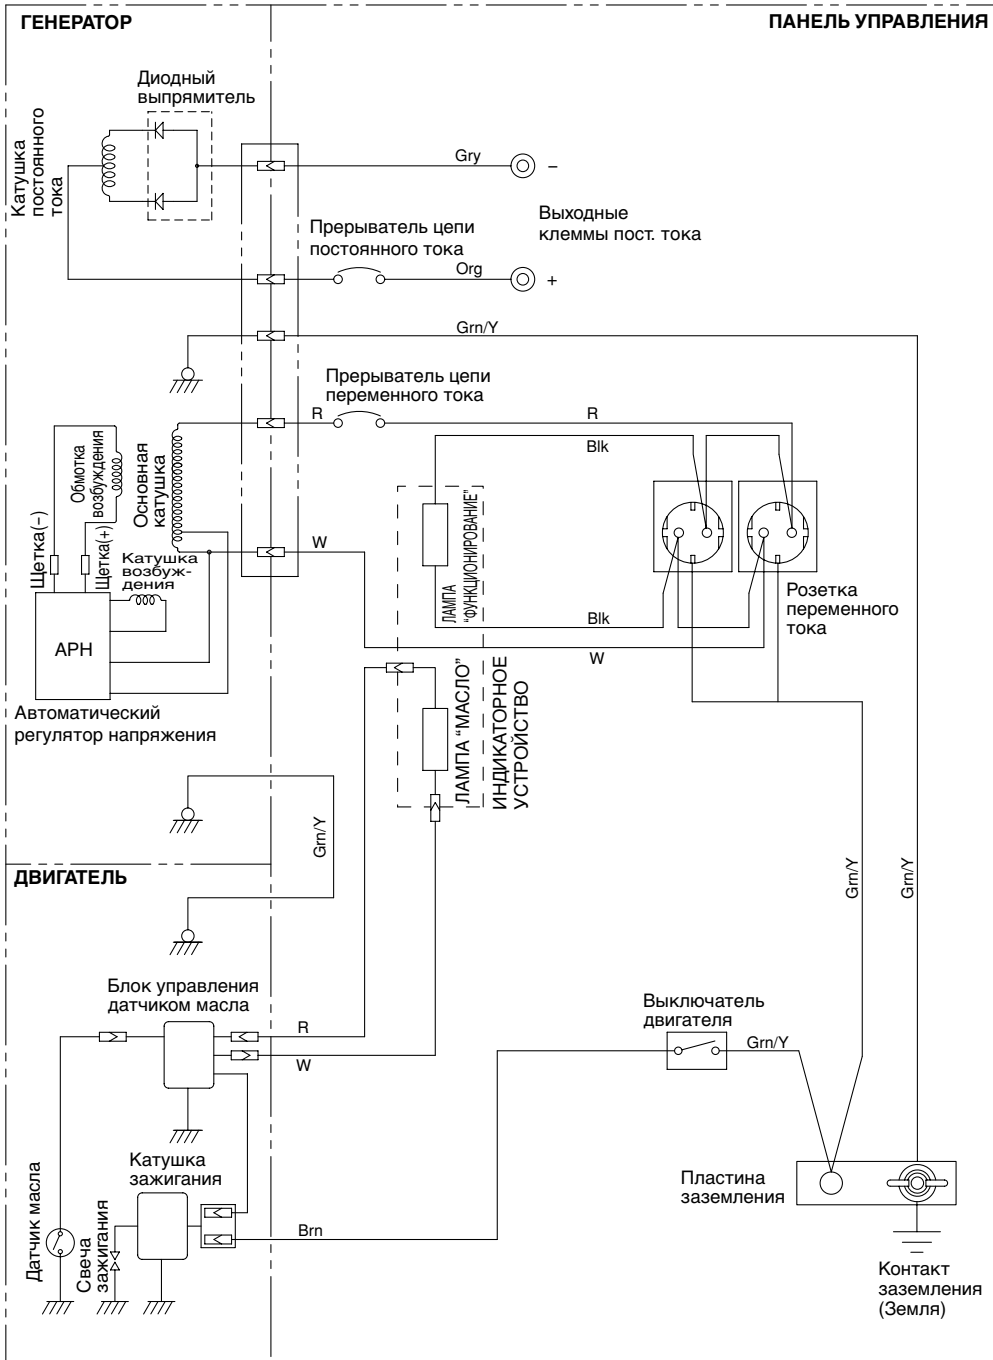 ГЕНЕРАТОР
ПАНЕЛЬ УПРАВЛЕНИЯ
Диодный
выпрямитель
Катушка
постоянного
тока
Gry
–
Выходные
клеммы пост. тока
Прерыватель цепи
постоянного тока
Org
+
Grn/Y
Прерыватель цепи
переменного тока
R
R
Blk
Обмотка
возбуждения
Основная
катушка
Щетка(–)
Щетка(+)
Катушка
возбуж-
дения
W
ЛАМПА
“ФУНКЦИОНИРОВАНИЕ”
Розетка
переменного
тока
Blk
W
АРН
Автоматический
регулятор напряжения
ЛАМПА “МАСЛО”
ИНДИКАТОРНОЕ
УСТРОЙСТВО
Grn/Y
Grn/Y
Grn/Y
ДВИГАТЕЛЬ
Блок управления
датчиком масла
R
W
Выключатель
двигателя
Grn/Y
Катушка
зажигания
Датчик масла
Свеча
зажигания
Brn
Пластина
заземления
Контакт
заземления
(Земля)